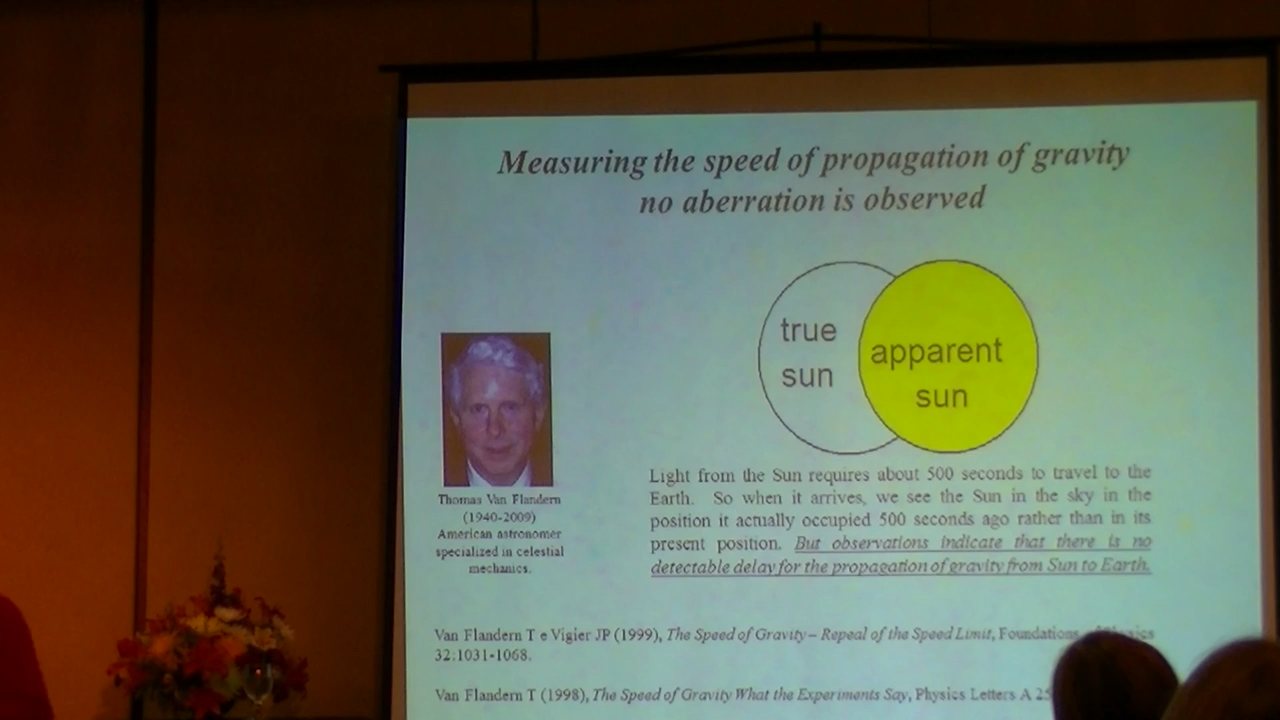 Measuring the speed of propagation of gravity
no aberration is observed
true
sun
apparent
sun
Thomas Van Flandern
(1940-2009)
American astronomer
specialized in celestial
mechanics.
Light from the Sun requires about 500 seconds to travel to the
Earth. So when it arrives, we see the Sun in the sky in the
position it actually occupied 500 seconds ago rather than in its
present position. But observations indicate that there is no
detectable delay for the propagation of gravity from Sun to Earth.
Van Flandern T e Vigier JP (1999), The Speed of Gravity – Repeal of the Speed Limit, Foundations
32:1031-1068.
Van Flandern T (1998), The Speed of Gravity What the Experiments Say, Physics Letters A